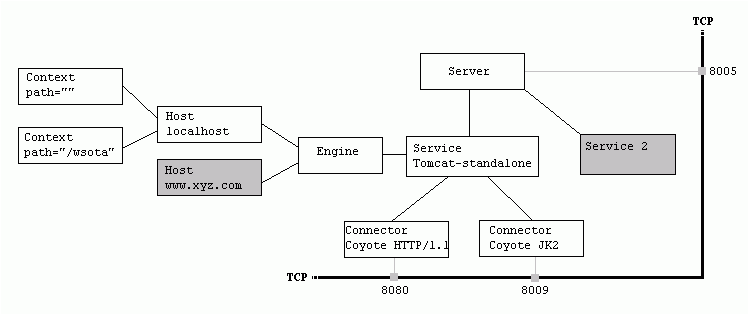 TCP
Server
8005
Context
path=""
Host
localhost
Context
path="/wsota"
Engine
Service
Tomcat-standalone
Service 2
Host
www.xyz.com
Connector
Coyote HTTP/1.1
Connector
Coyote JK2
TCP
8080
8009